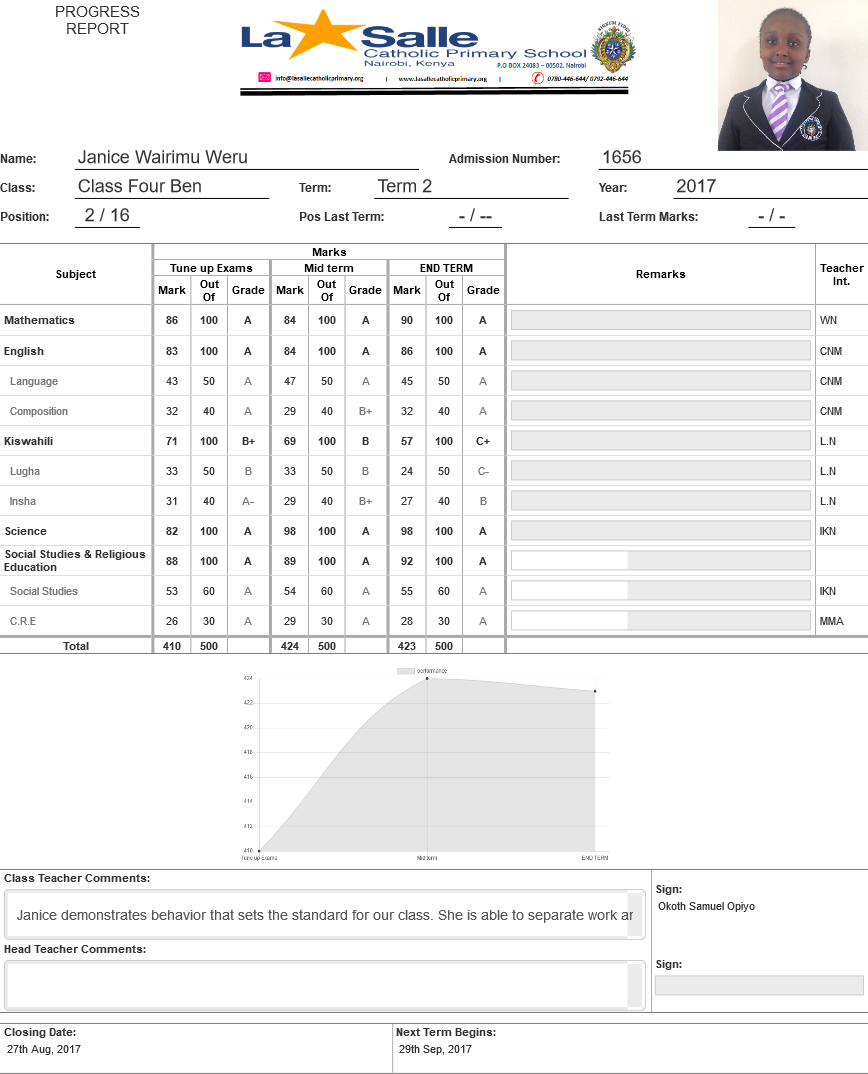 PROGRESS
REPORT
La Salle
Catholic Primary School
Nairobi, Kenya
P.O BOX 24083 – 00502, Nairobi
info@lasallecatholicprimary.org | www.lasallecatholicprimary.org | 0780-446-644/ 0792-446-644
Name: Janice Wairimu Weru Admission Number: 1656
Class: Class Four Ben Term: Term 2 Year: 2017
Position: 2 / 16 Pos Last Term: - / -- Last Term Marks: - / -
Subject Marks Remarks Teacher Int.
Tune up Exams Mid term END TERM
Mark Out Of Grade Mark Out Of Grade Mark Out Of Grade
Mathematics 86 100 A 84 100 A 90 100 A WN
English 83 100 A 84 100 A 86 100 A CNM
Language 43 50 A 47 50 A 45 50 A CNM
Composition 32 40 A 29 40 B+ 32 40 A CNM
Kiswahili 71 100 B+ 69 100 B 57 100 C+ L.N
Lugha 33 50 B 33 50 B 24 50 C- L.N
Insha 31 40 A- 29 40 B+ 27 40 B L.N
Science 82 100 A 98 100 A 98 100 A IKN
Social Studies & Religious
Education 88 100 A 89 100 A 92 100 A
Social Studies 53 60 A 54 60 A 55 60 A IKN
C.R.E 26 30 A 29 30 A 28 30 A MMA
Total 410 500 424 500 423 500
performance
424
422
420
418
416
414
412
410
Tune up Exams Mid term END TERM
Class Teacher Comments:
Janice demonstrates behavior that sets the standard for our class. She is able to separate work
Sign:
Okoth Samuel Opiyo
Head Teacher Comments:
Sign:
Closing Date: Next Term Begins:
27th Aug, 2017 29th Sep, 2017